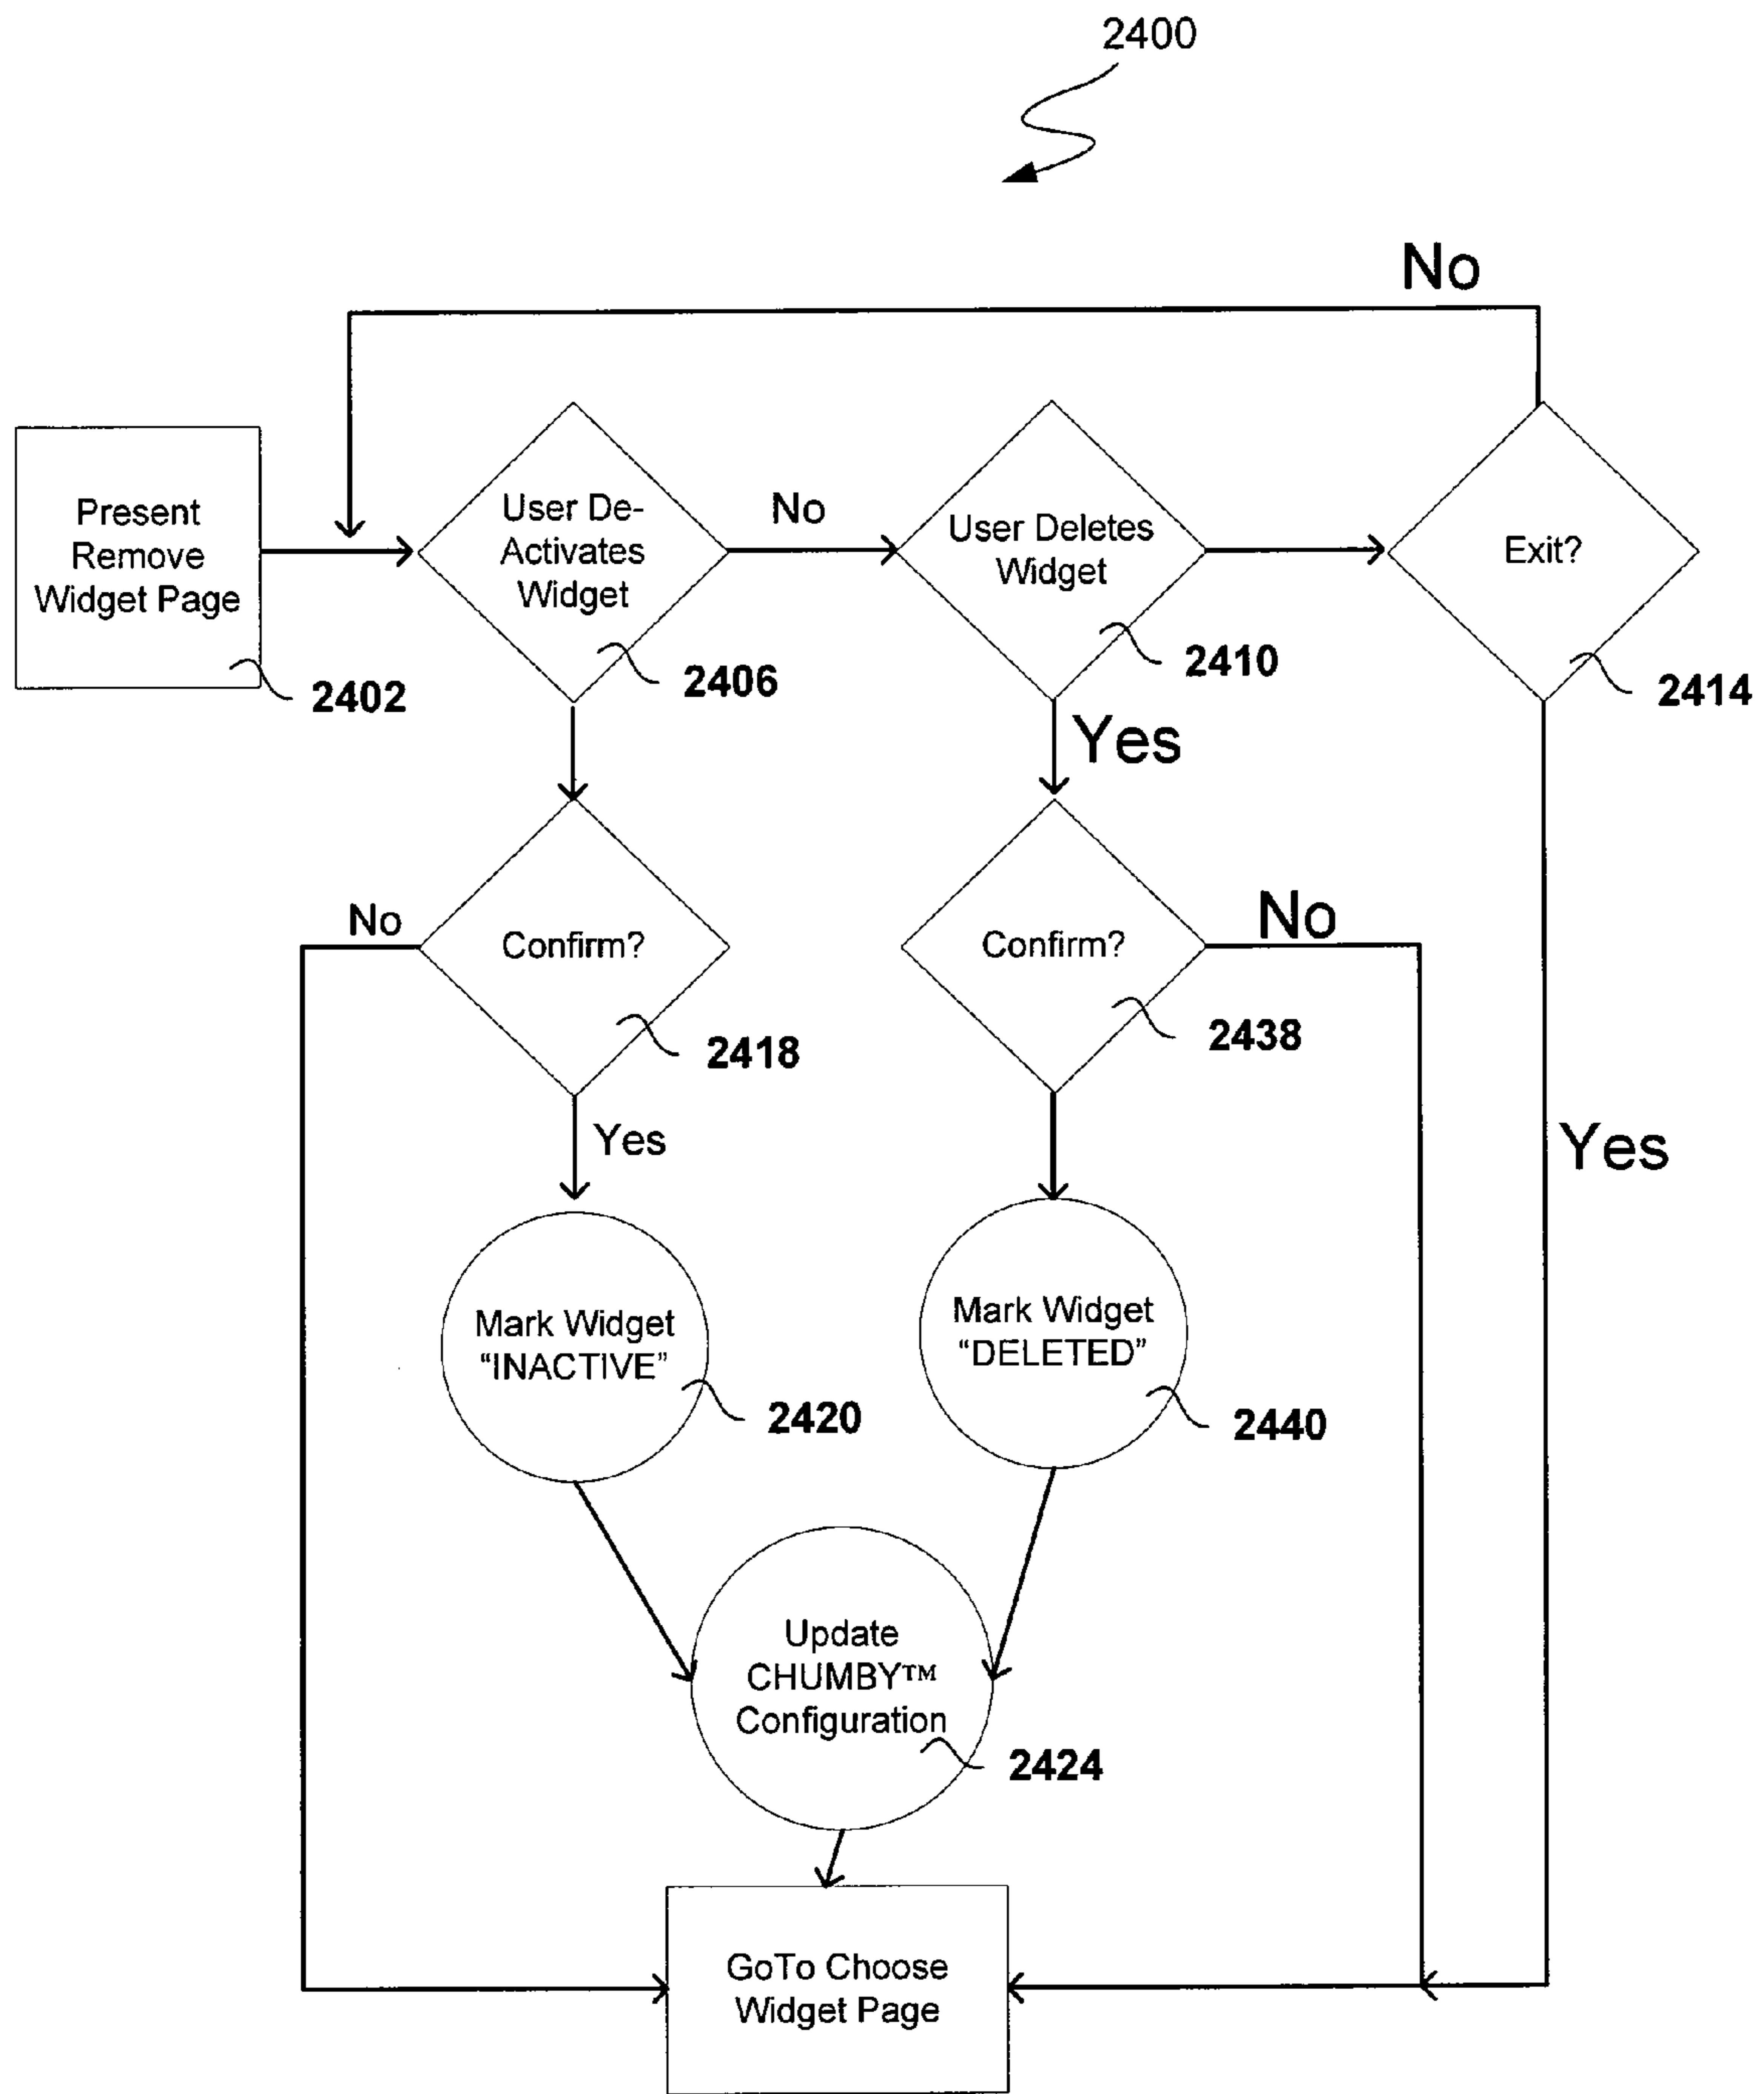 2400
No
Present
Remove
Widget Page
2402
User De-
Activates
Widget
2406
No
User Deletes
Widget
2410
Exit?
2414
Yes
No
Confirm?
2418
Confirm?
No
2438
Yes
Yes
Mark Widget
“INACTIVE”
2420
Mark Widget
“DELETED”
2440
Update
CHUMBY™
Configuration
2424
GoTo Choose
Widget Page